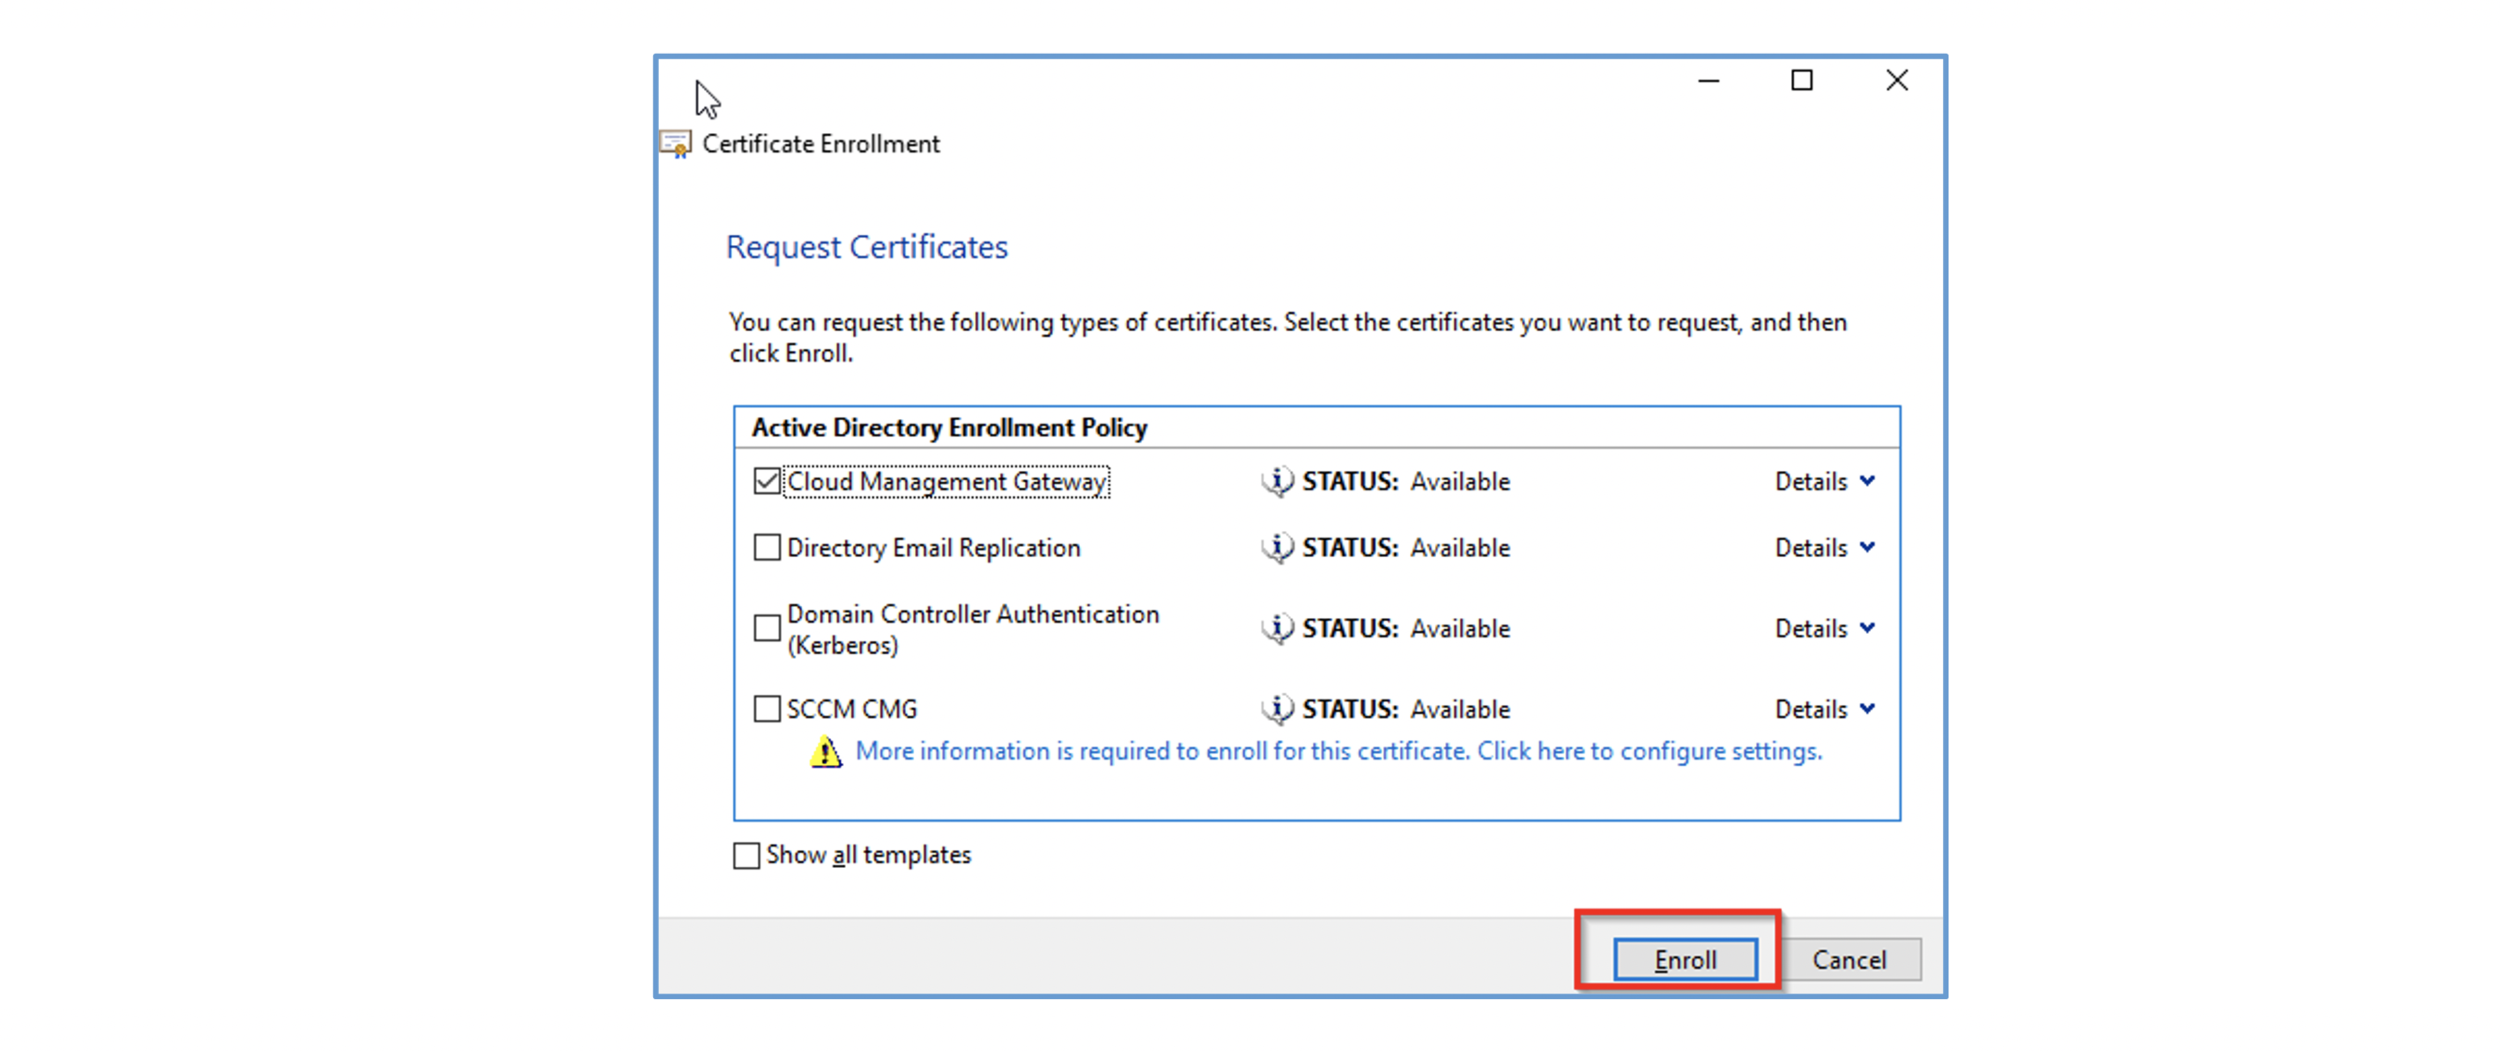 Certificate Enrollment
Request Certificates
You can request the following types of certificates. Select the certificates you want to request, and then
click Enroll.
Active Directory Enrollment Policy
Cloud Management Gateway STATUS: Available Details
Directory Email Replication STATUS: Available Details
Domain Controller Authentication
(Kerberos) STATUS: Available Details
SCCM CMG STATUS: Available Details
More information is required to enroll for this certificate. Click here to configure settings.
Show all templates
Enroll Cancel